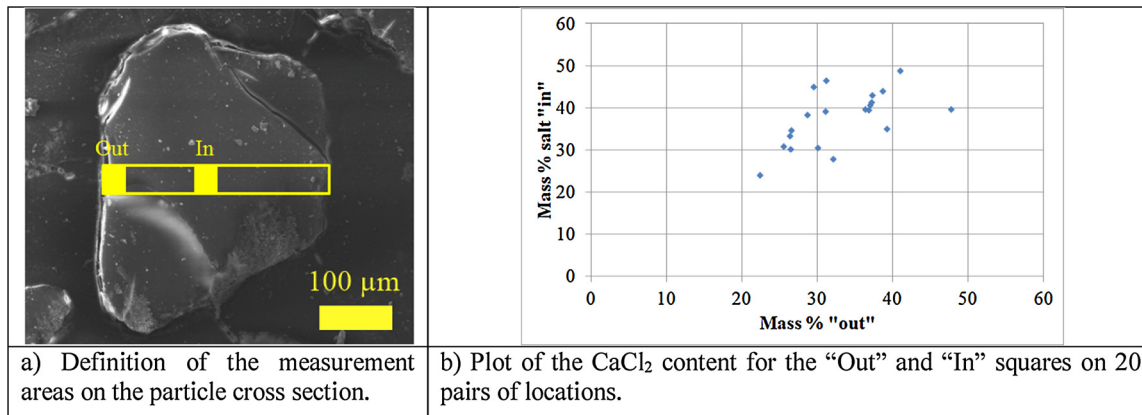 Out In
100 µm
60
50
40
30
20
10
0
Mass % salt "in"
0 10 20 30 40 50 60
Mass % "out"
a) Definition of the measurement
areas on the particle cross section.
b) Plot of the CaCl₂ content for the “Out” and “In” squares on 20
pairs of locations.